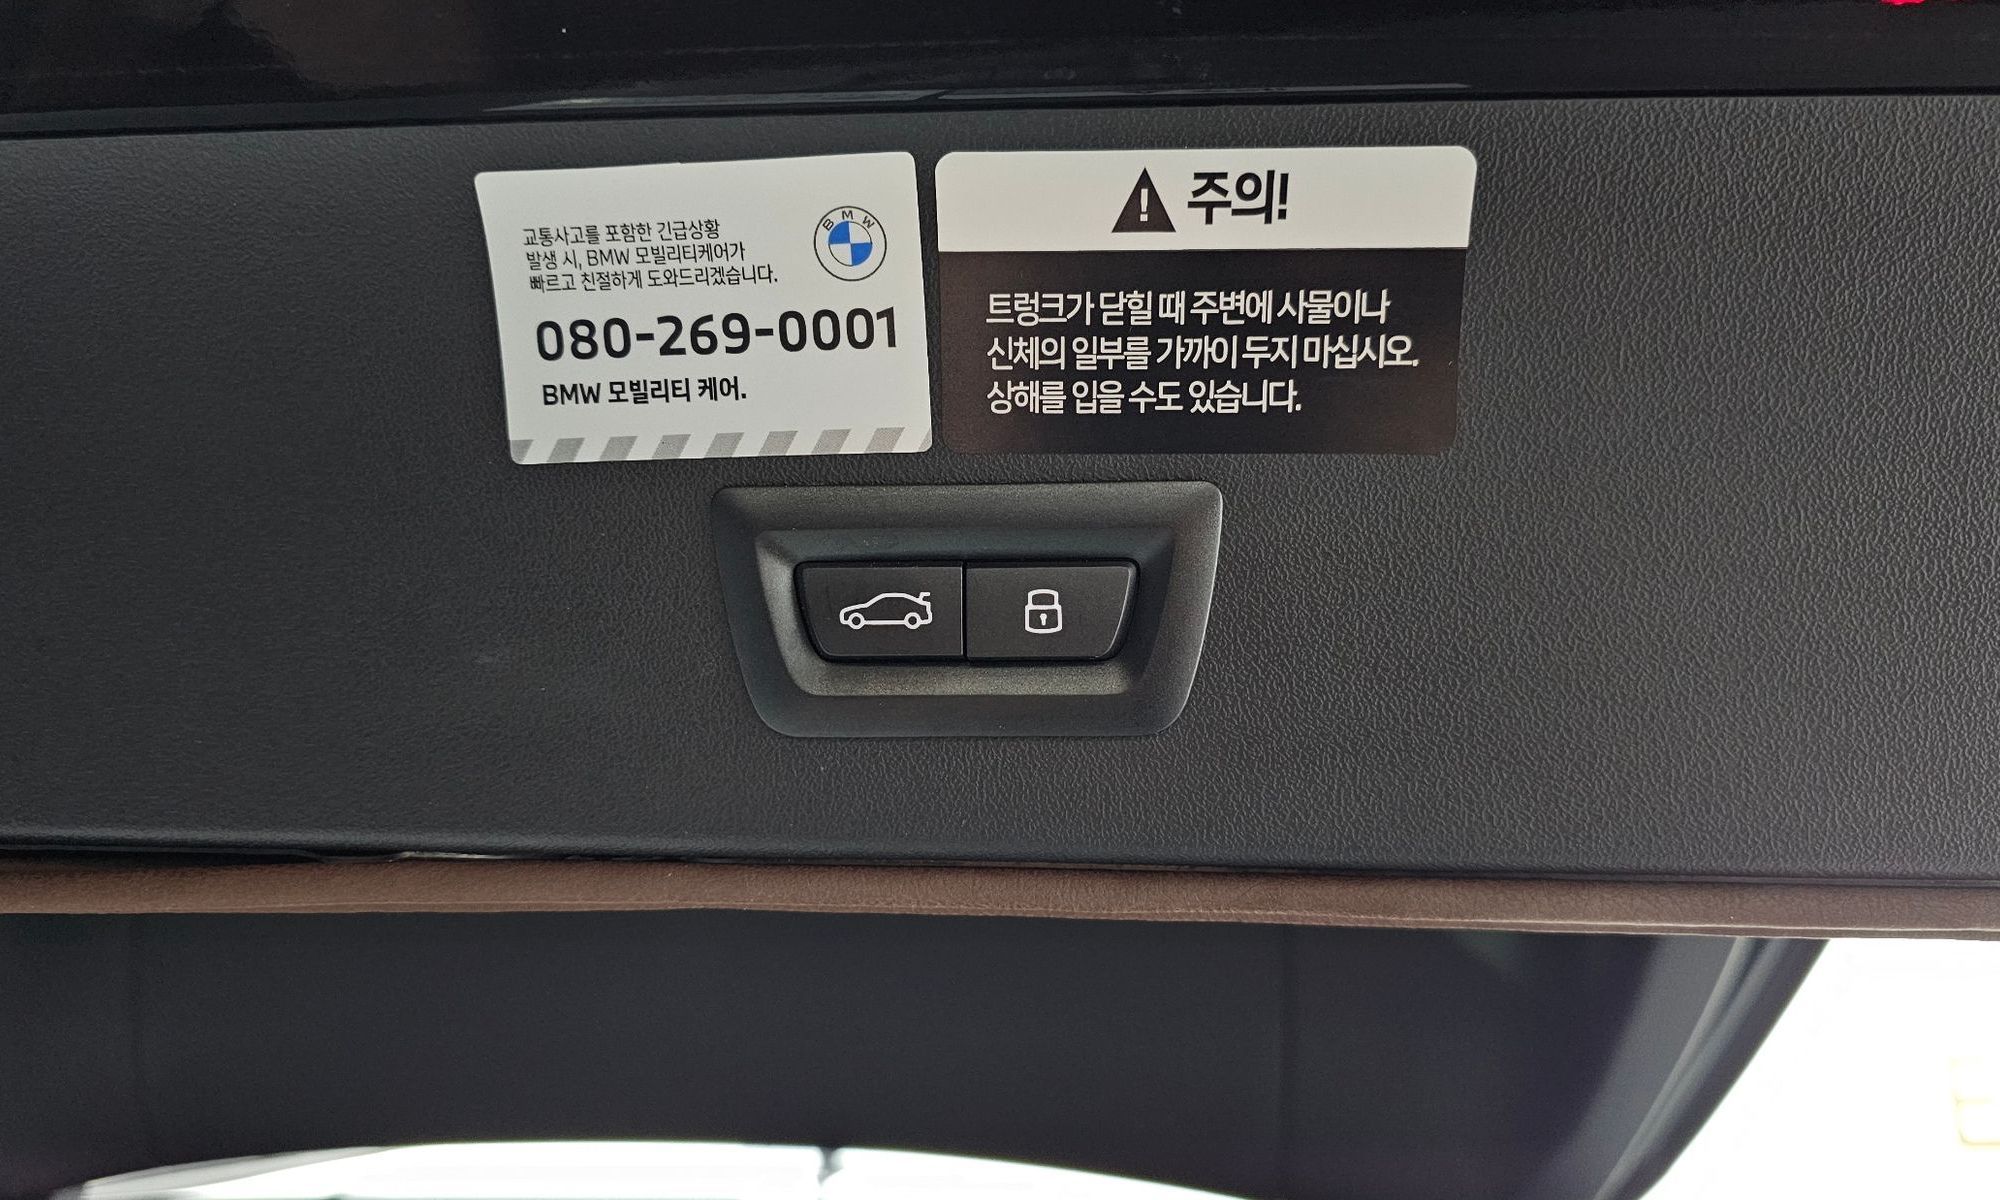 교통사고를 포함한 긴급상황
발생 시, BMW 모빌리티케어가
빠르고 친절하게 도와드리겠습니다.
BMW
080-269-0001
BMW 모빌리티 케어.
주의!
트렁크가 닫힐 때 주변에 사물이나
신체의 일부를 가까이 두지 마십시오.
상해를 입을 수도 있습니다.